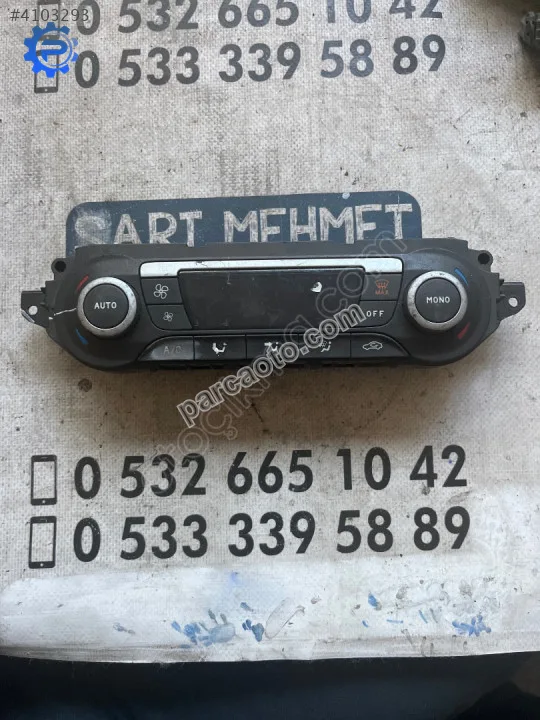 #4103293
0 532 665 10 42
0 533 339 58 89
SART MEHMET
AUTO
MAX
MONO
OFF
A/C
parcaoto.com
0 532 665 10 42
0 533 339 58 89